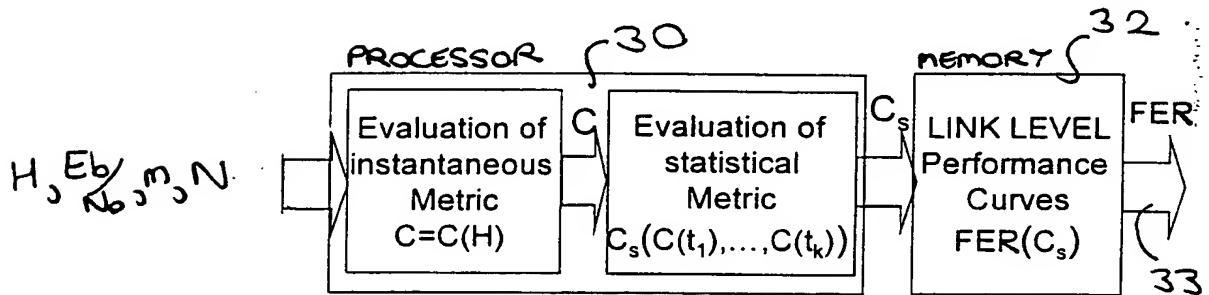 PROCESSOR
30
MEMORY
32
H, Eb/No, m, N
Evaluation of
instantaneous
Metric
C=C(H)
C
Evaluation of
statistical
Metric
Cₛ(C(t₁),...,C(tₖ))
Cₛ
LINK LEVEL
Performance
Curves
FER(Cₛ)
FER
33